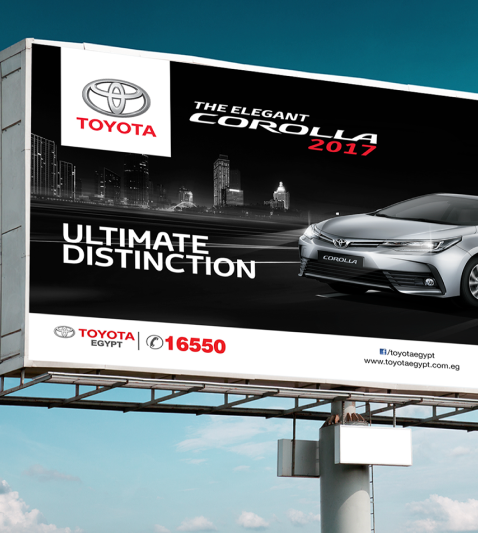 TOYOTA
THE ELEGANT
COROLLA
2017
ULTIMATE
DISTINCTION
COROLLA
TOYOTA
EGYPT
16550
f/toyotaegypt
www.toyotaegypt.com.eg